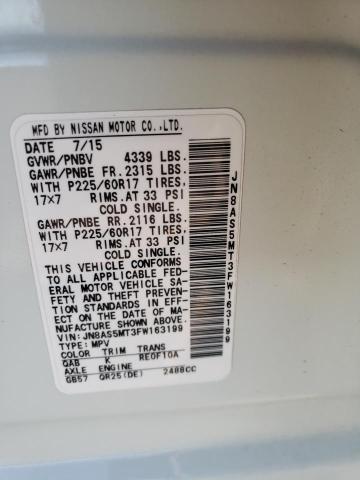 MFD BY NISSAN MOTOR CO.,LTD.
DATE 7/15
GVWR/PNBV 4339 LBS.
GAWR/PNBE FR.2315 LBS.
WITH P225/60R17 TIRES,
17x7 RIMS,AT 33 PSI
COLD SINGLE.
GAWR/PNBE RR.2116 LBS.
WITH P225/60R17 TIRES,
17x7 RIMS,AT 33 PSI
COLD SINGLE.
THIS VEHICLE CONFORMS
TO ALL APPLICABLE FED-
ERAL MOTOR VEHICLE SA-
FETY AND THEFT PREVEN-
TION STANDARDS IN EFF-
ECT ON THE DATE OF MA-
NUFACTURE SHOWN ABOVE.
VIN: JN8AS5MT3FW163199
TYPE: MPV
COLOR TRIM TRANS
QAB K RE0F10A
AXLE ENGINE
GB57 QR25(DE) 2488CC
JN8AS5MT3FW163199